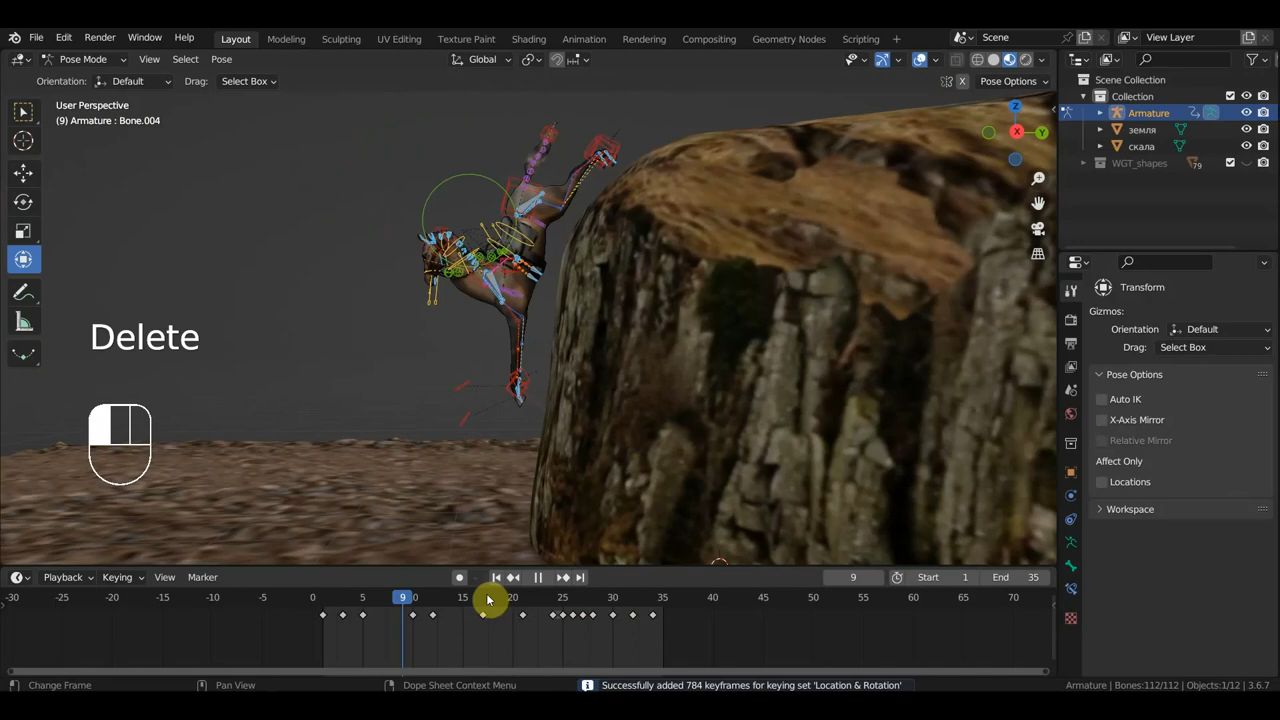 File Edit Render Window Help Layout Modeling Sculpting UV Editing Texture Paint Shading Animation Rendering Compositing Geometry Nodes Scripting + Scene View Layer
Pose Mode View Select Pose Global
Orientation: Default Drag: Select Box X Pose Options
User Perspective
(9) Armature : Bone.004
Scene Collection
Collection
Armature
земля
скала
WGT_shapes 79
Z
X
Y
Transform
Gizmos:
Orientation Default
Drag: Select Box
Pose Options
Auto IK
X-Axis Mirror
Relative Mirror
Affect Only
Locations
Workspace
Delete
Playback Keying View Marker 9 Start 1 End 35
-30 -25 -20 -15 -10 -5 0 5 9 0 15 20 25 30 35 40 45 50 55 60 65 70
Change Frame Pan View Dope Sheet Context Menu Successfully added 784 keyframes for keying set 'Location & Rotation' Armature | Bones:112/112 | Objects:1/12 | 3.6.7